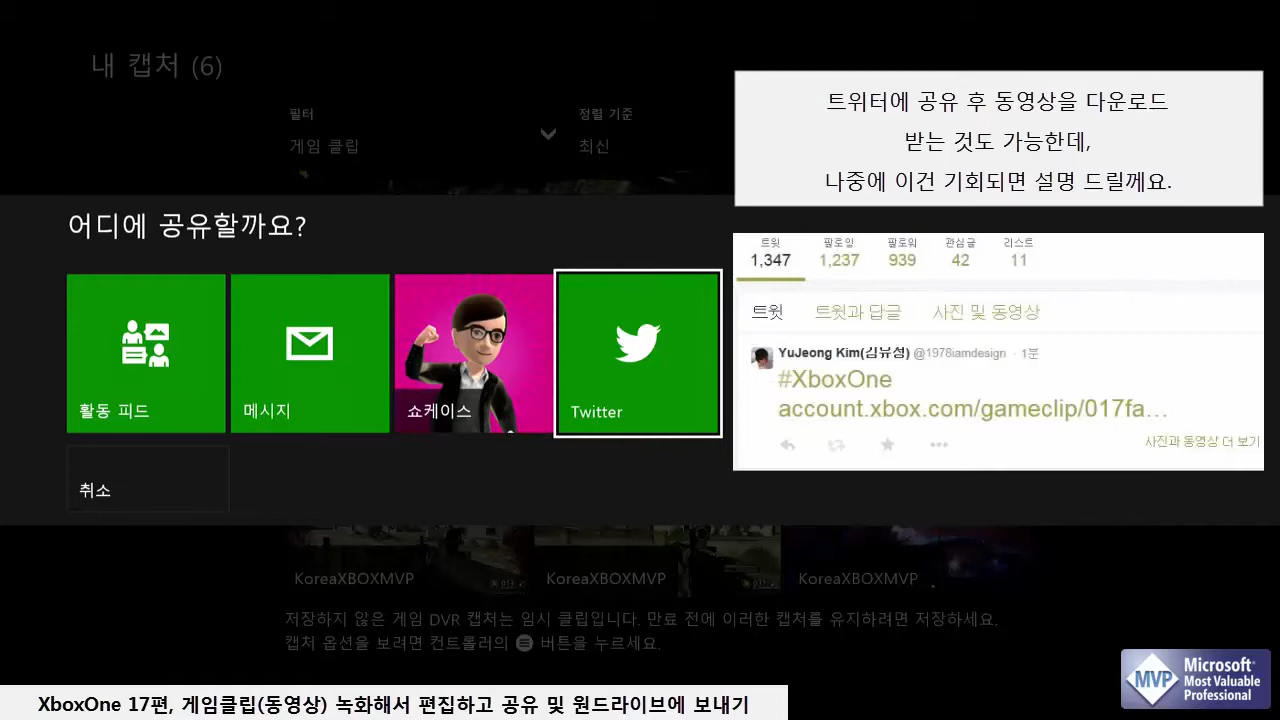 내 캡처 (6)
필터
게임 클립
정렬 기준
최신
트위터에 공유 후 동영상을 다운로드
받는 것도 가능한데,
나중에 이건 기회되면 설명 드릴께요.
어디에 공유할까요?
활동 피드
메시지
쇼케이스
Twitter
취소
트윗 팔로잉 팔로워 관심글 리스트
1,347 1,237 939 42 11
트윗 트윗과 답글 사진 및 동영상
YuJeong Kim(김유정) @1978iamdesign · 1분
#XboxOne
account.xbox.com/gameclip/017fa...
사진과 동영상 더 보기
KoreaXBOXMVP KoreaXBOXMVP KoreaXBOXMVP
저장하지 않은 게임 DVR 캡처는 임시 클립입니다. 만료 전에 이러한 캡처를 유지하려면 저장하세요.
캡처 옵션을 보려면 컨트롤러의 버튼을 누르세요.
MVP
Microsoft®
Most Valuable
Professional
XboxOne 17편, 게임클립(동영상) 녹화해서 편집하고 공유 및 원드라이브에 보내기